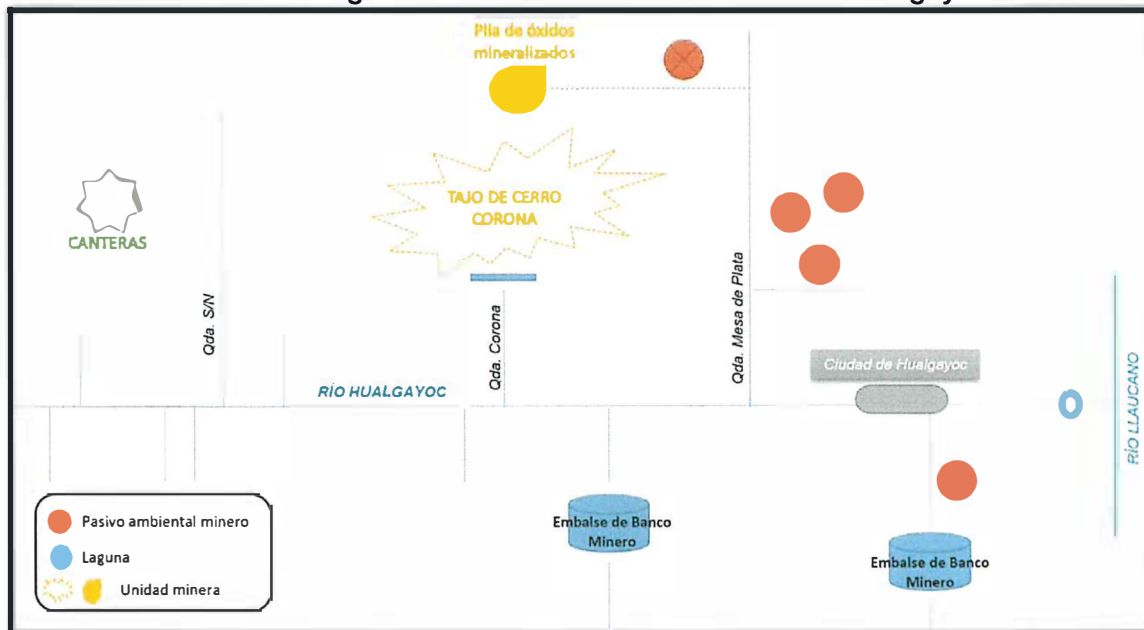 Pila de óxidos
mineralizados
TAJO DE CERRO
CORONA
CANTERAS
Qda. S/N
Qda. Corona
Qda. Mesa de Plata
RÍO HUALGAYOC
Ciudad de Hualgayoc
RÍO LLAUCANO
Embalse de Banco
Minero
Embalse de Banco
Minero
Pasivo ambiental minero
Laguna
Unidad minera